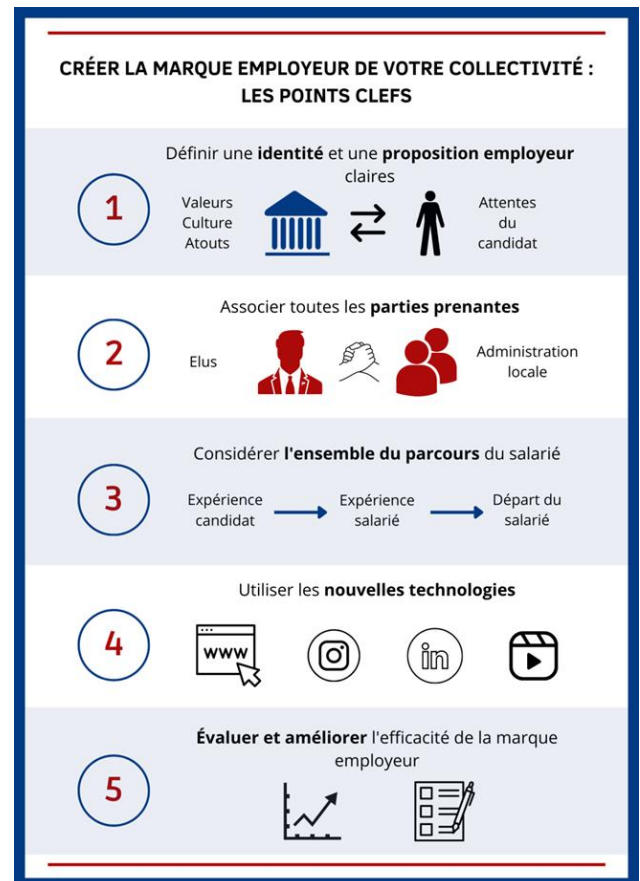 CRÉER LA MARQUE EMPLOYEUR DE VOTRE COLLECTIVITÉ :
LES POINTS CLEFS
1
Définir une identité et une proposition employeur
claires
Valeurs
Culture
Atouts
Attentes
du
candidat
2
Associer toutes les parties prenantes
Elus
Administration
locale
3
Considérer l'ensemble du parcours du salarié
Expérience
candidat
Expérience
salarié
Départ du
salarié
4
Utiliser les nouvelles technologies
www
in
5
Évaluer et améliorer l'efficacité de la marque
employeur